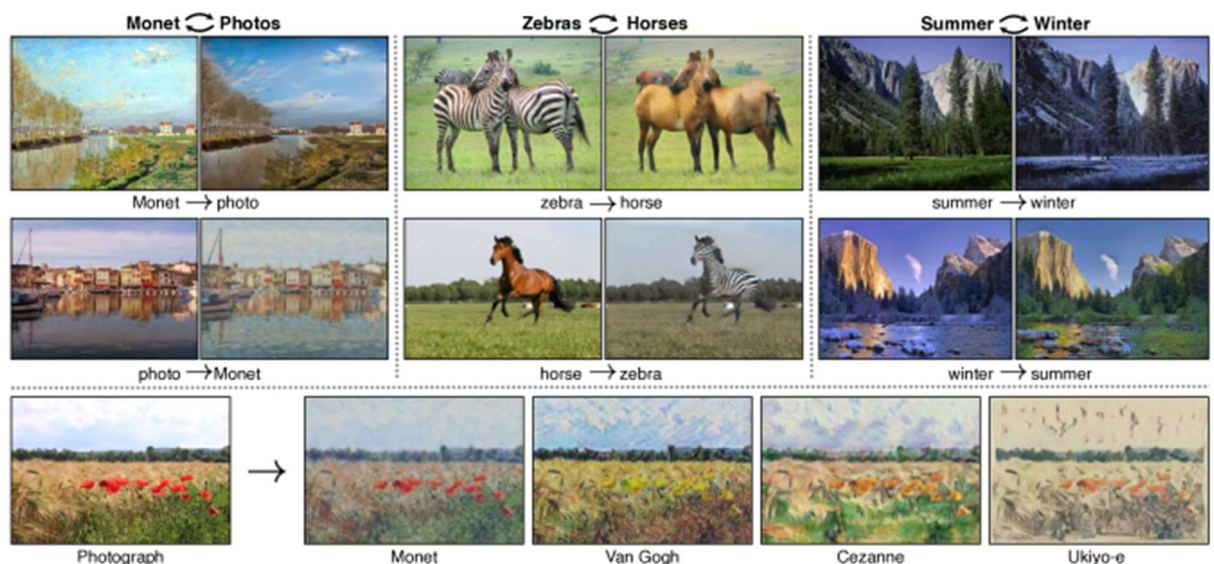 Monet ⇄ Photos
Zebras ⇄ Horses
Summer ⇄ Winter
Monet → photo
zebra → horse
summer → winter
photo → Monet
horse → zebra
winter → summer
Photograph
Monet
Van Gogh
Cezanne
Ukiyo-e